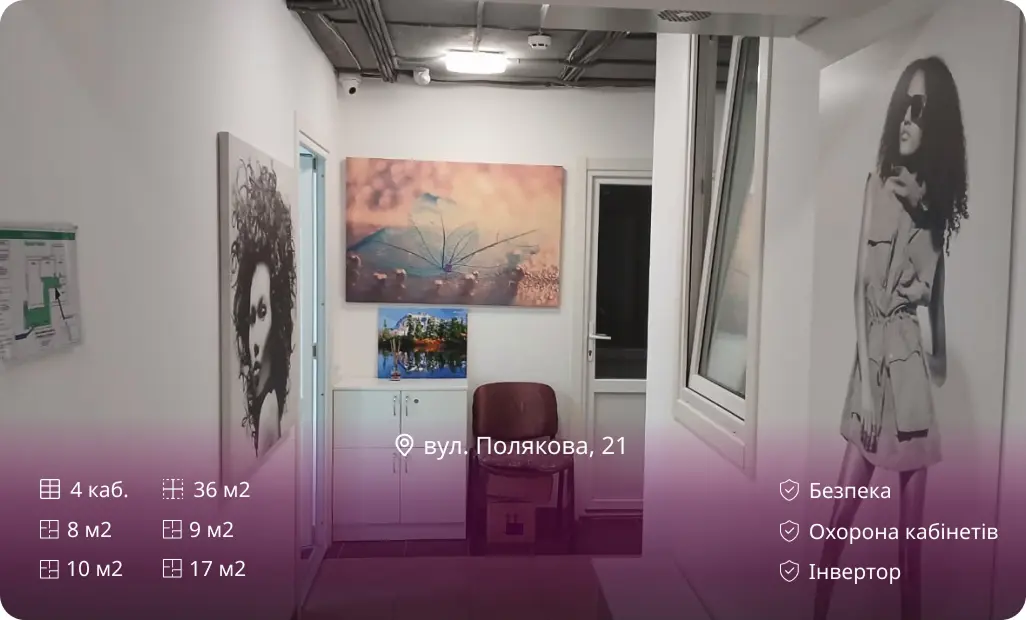 вул. Полякова, 21
4 каб.
36 м2
8 м2
9 м2
10 м2
17 м2
Безпека
Охорона кабінетів
Інвертор